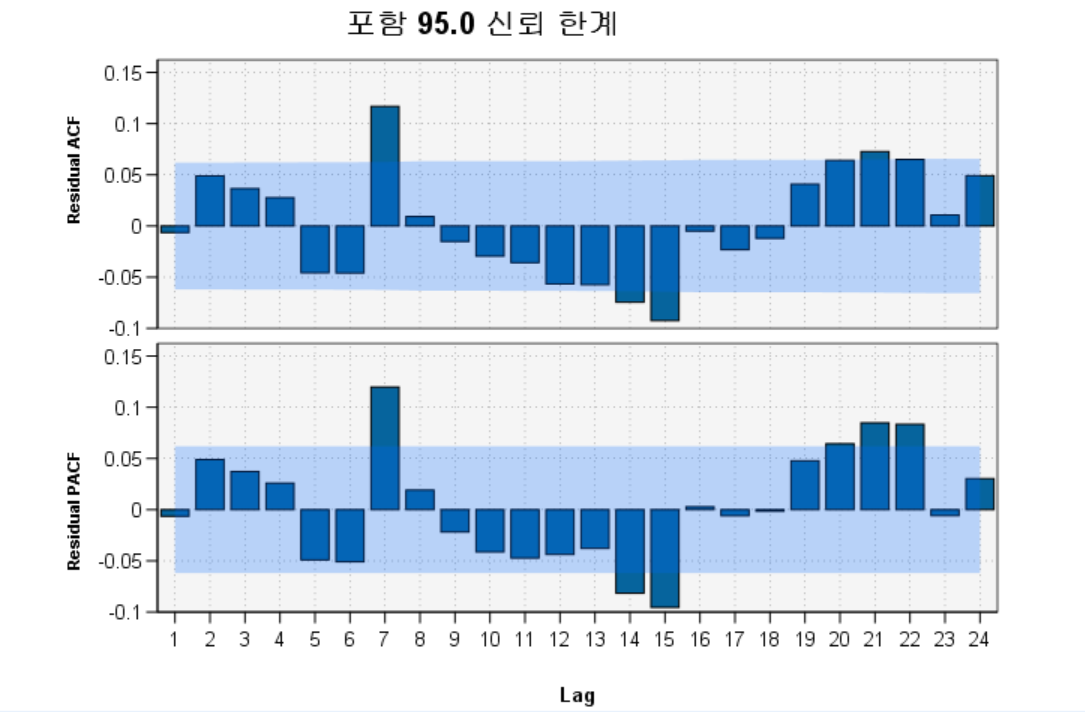 포함 95.0 신뢰 한계
Residual ACF
0.15
0.1
0.05
0
-0.05
-0.1
Residual PACF
0.15
0.1
0.05
0
-0.05
-0.1
1 2 3 4 5 6 7 8 9 10 11 12 13 14 15 16 17 18 19 20 21 22 23 24
Lag